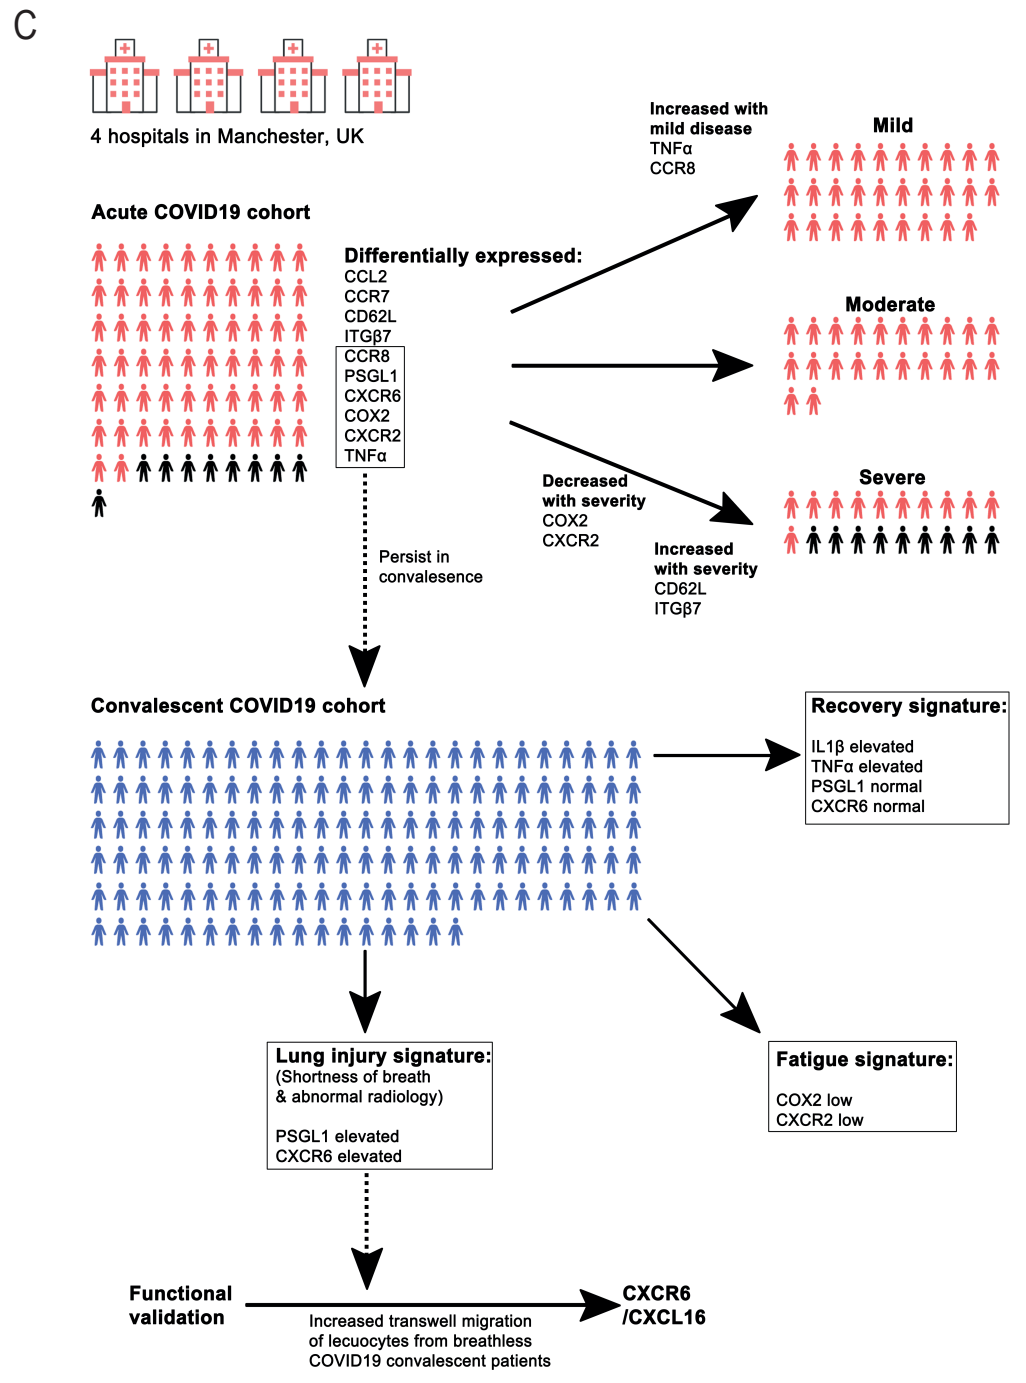 C
4 hospitals in Manchester, UK
Acute COVID19 cohort
Differentially expressed:
CCL2
CCR7
CD62L
ITGβ7
CCR8
PSGL1
CXCR6
COX2
CXCR2
TNFα
Increased with
mild disease
TNFα
CCR8
Mild
Moderate
Severe
Decreased
with severity
COX2
CXCR2
Increased
with severity
CD62L
ITGβ7
Persist in
convalesence
Convalescent COVID19 cohort
Recovery signature:
IL1β elevated
TNFα elevated
PSGL1 normal
CXCR6 normal
Lung injury signature:
(Shortness of breath
& abnormal radiology)
PSGL1 elevated
CXCR6 elevated
Fatigue signature:
COX2 low
CXCR2 low
Functional
validation
Increased transwell migration
of lecuocytes from breathless
COVID19 convalescent patients
CXCR6
/CXCL16